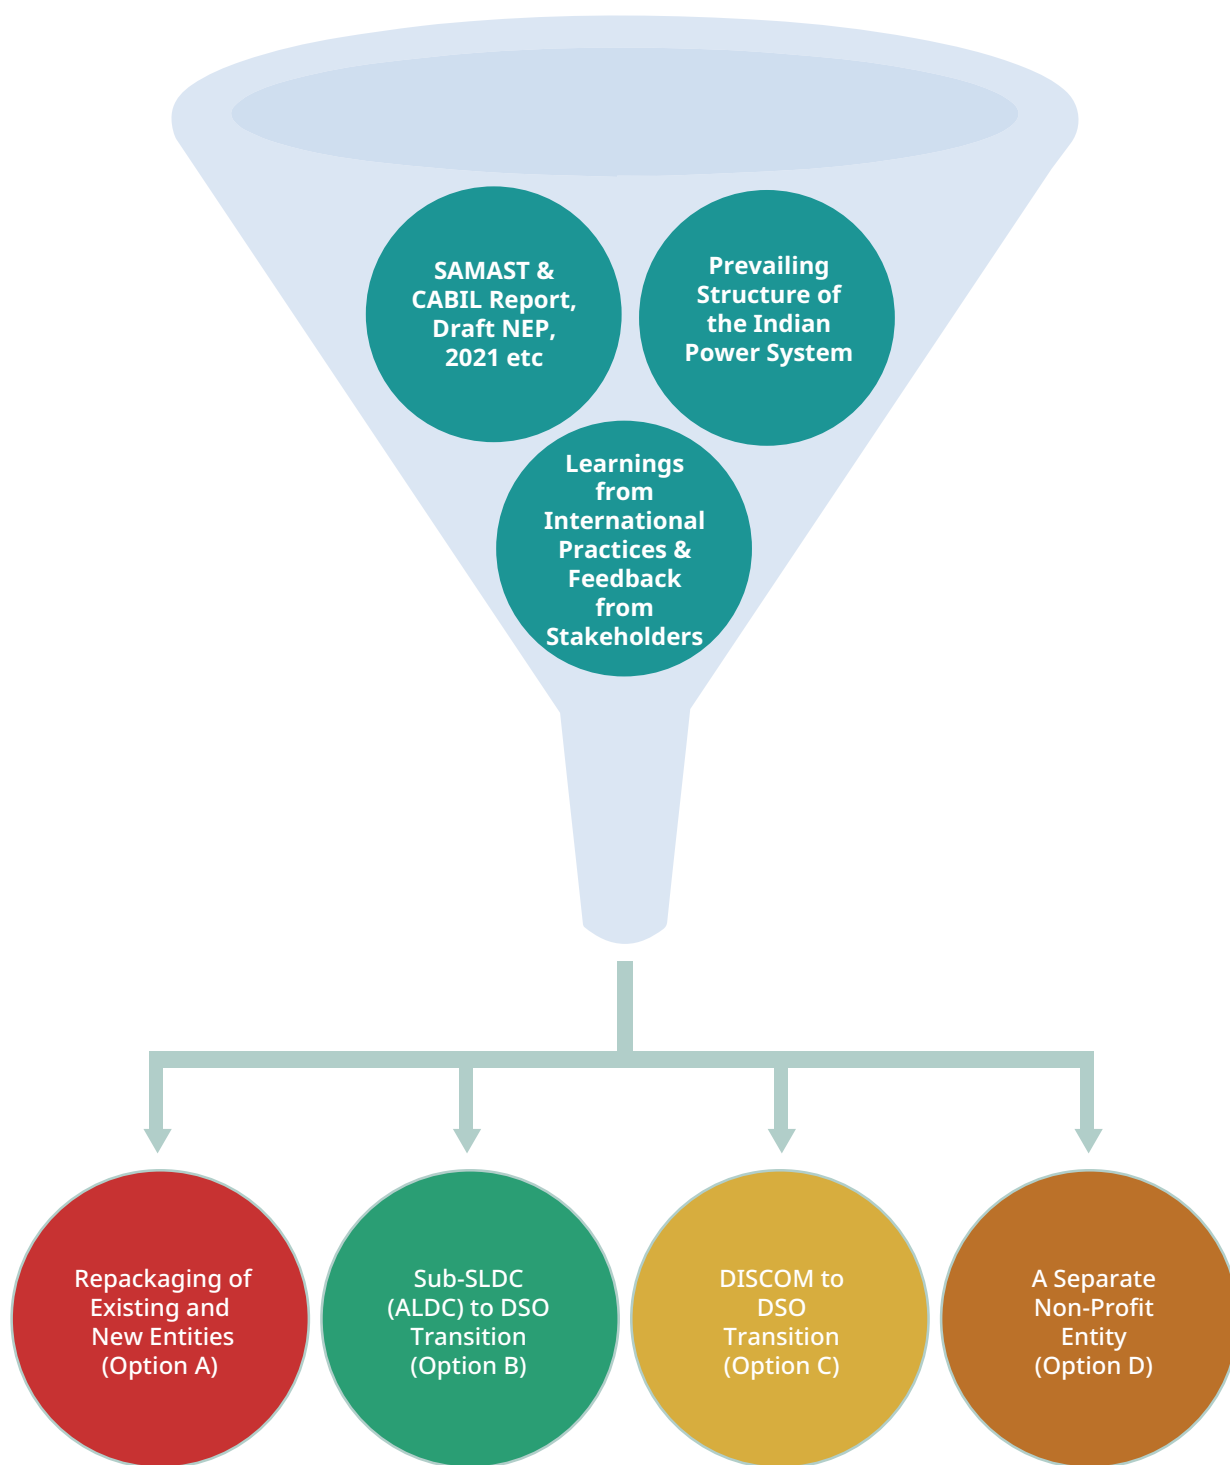 SAMAST &
CABIL Report,
Draft NEP,
2021 etc
Prevailing
Structure of
the Indian
Power System
Learnings
from
International
Practices &
Feedback
from
Stakeholders
Repackaging of
Existing and
New Entities
(Option A)
Sub-SLDC
(ALDC) to DSO
Transition
(Option B)
DISCOM to
DSO
Transition
(Option C)
A Separate
Non-Profit
Entity
(Option D)